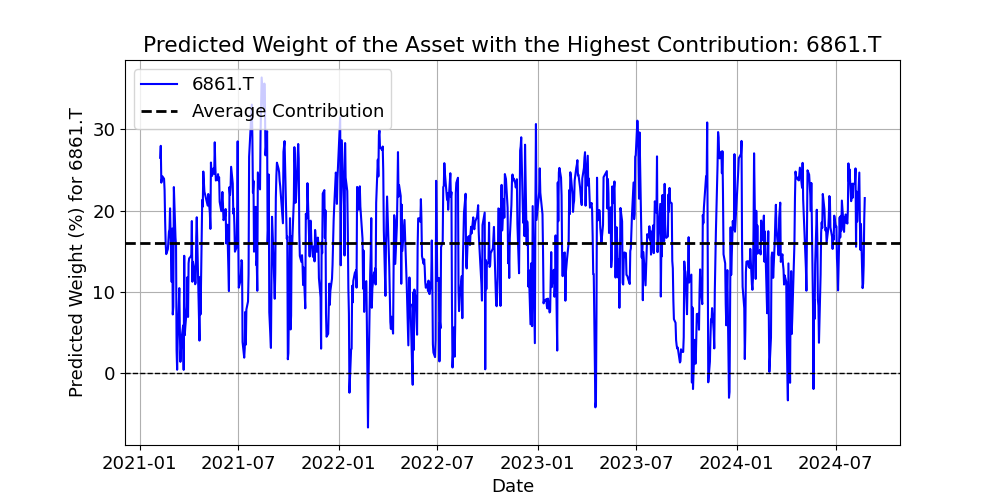 Predicted Weight of the Asset with the Highest Contribution: 6861.T
6861.T
Average Contribution
Predicted Weight (%) for 6861.T
30
20
10
0
2021-01 2021-07 2022-01 2022-07 2023-01 2023-07 2024-01 2024-07
Date